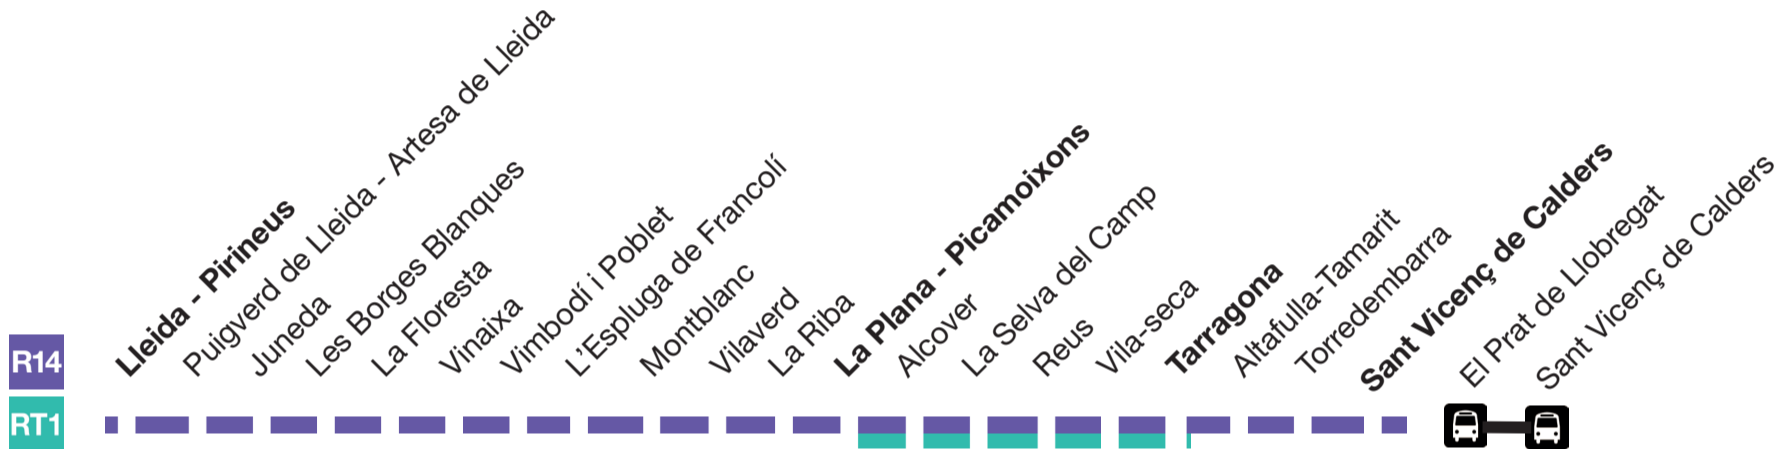 R14
RT1
Lleida - Pirineus
Puigverd de Lleida - Artesa de Lleida
Juneda
Les Borges Blanques
La Floresta
Vinaixa
Vimbodí i Poblet
L'Espluga de Francolí
Montblanc
Vilaverd
La Riba
La Plana - Picamoixons
Alcover
La Selva del Camp
Reus
Vila-seca
Tarragona
Altafulla-Tamarit
Torredembarra
Sant Vicenç de Calders
El Prat de Llobregat
Sant Vicenç de Calders